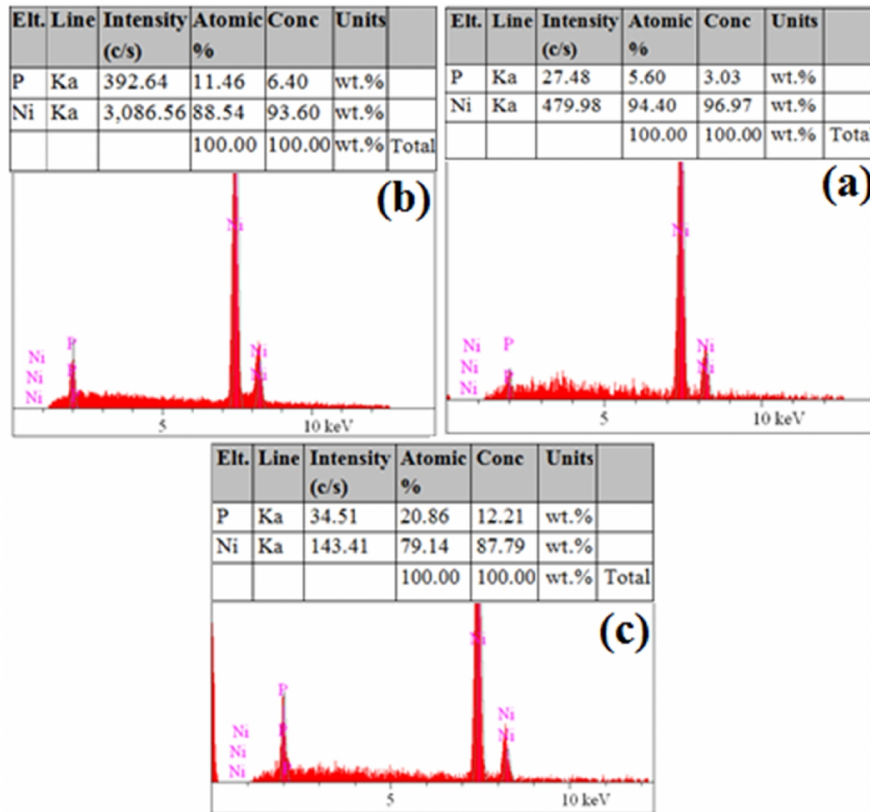 Elt. Line Intensity (c/s) Atomic % Conc Units
P Ka 392.64 11.46 6.40 wt.%
Ni Ka 3,086.56 88.54 93.60 wt.%
100.00 100.00 wt.% Total
(b)
Ni
P
Ni
P
Ni
Ni
Ni
Ni
5
10 keV
Elt. Line Intensity (c/s) Atomic % Conc Units
P Ka 27.48 5.60 3.03 wt.%
Ni Ka 479.98 94.40 96.97 wt.%
100.00 100.00 wt.% Total
(a)
Ni
Ni
P
Ni
Ni
P
Ni
Ni
5
10 keV
Elt. Line Intensity (c/s) Atomic % Conc Units
P Ka 34.51 20.86 12.21 wt.%
Ni Ka 143.41 79.14 87.79 wt.%
100.00 100.00 wt.% Total
(c)
Ni
P
Ni
Ni
P
Ni
Ni
Ni
P
5
10 keV